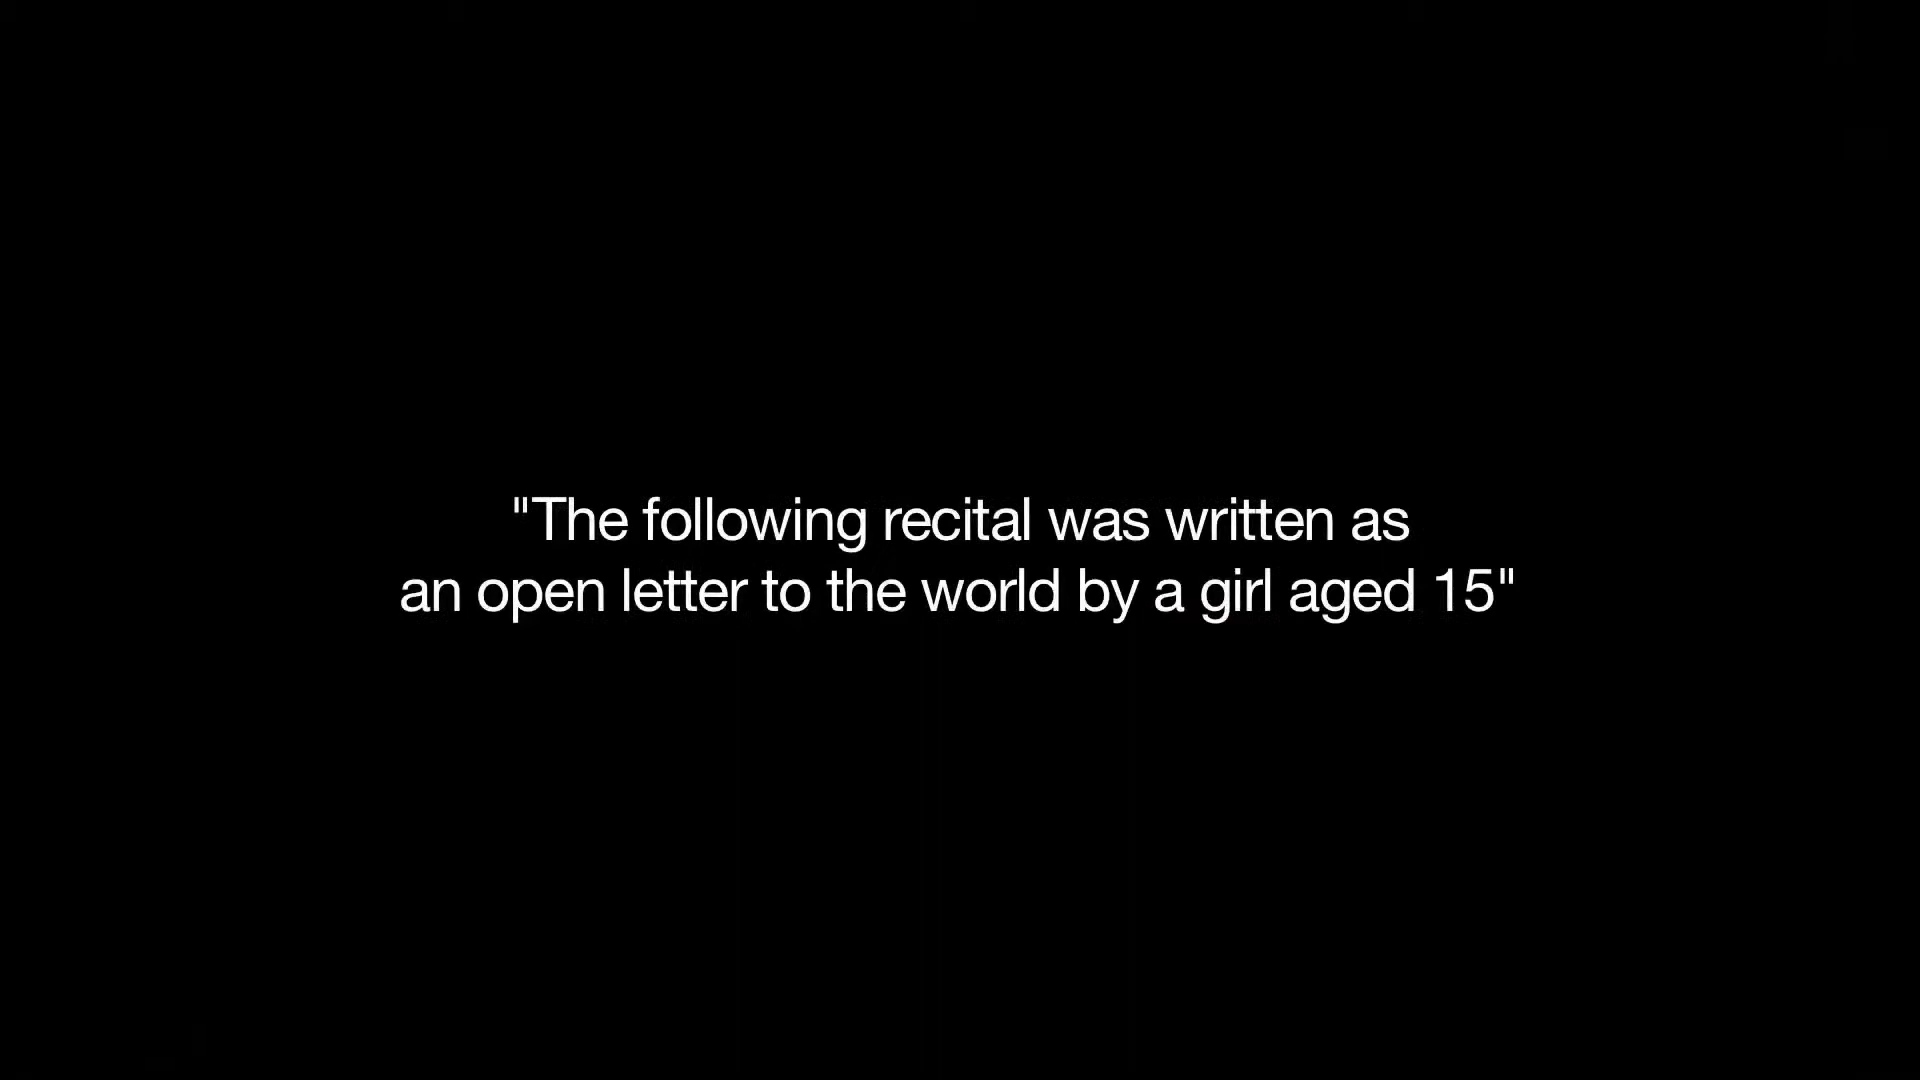 "The following recital was written as
an open letter to the world by a girl aged 15"